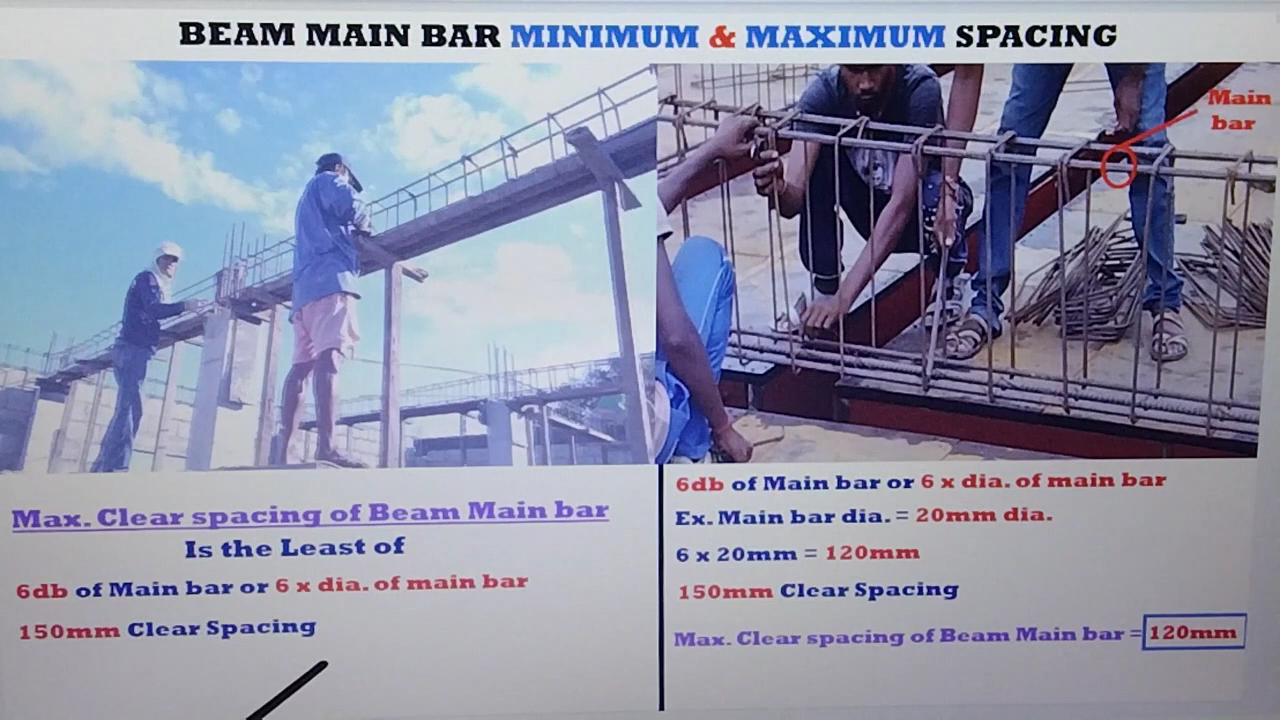 BEAM MAIN BAR MINIMUM & MAXIMUM SPACING
Main
bar
Max. Clear spacing of Beam Main bar
Is the Least of
6db of Main bar or 6 x dia. of main bar
150mm Clear Spacing
6db of Main bar or 6 x dia. of main bar
Ex. Main bar dia. = 20mm dia.
6 x 20mm = 120mm
150mm Clear Spacing
Max. Clear spacing of Beam Main bar = 120mm